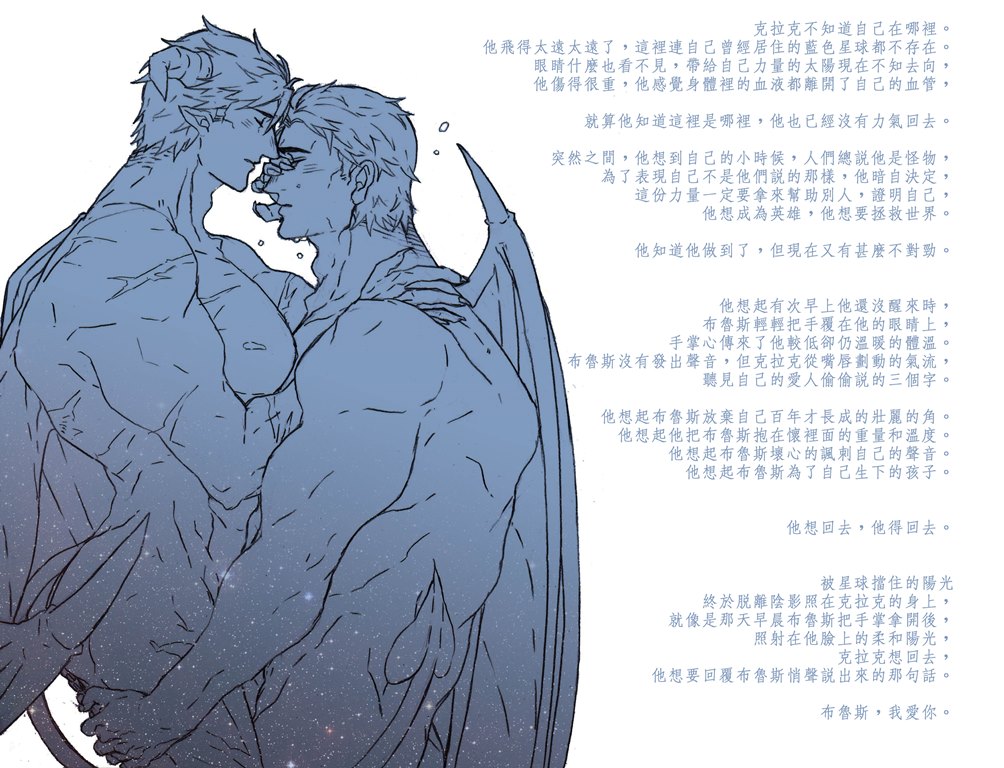 克拉克不知道自己在哪裡。
他飛得太遠太遠了，這裡連自己曾經居住的藍色星球都不存在。
眼睛什麼也看不見，帶給自己力量的太陽現在不知去向，
他傷得很重，他感覺身體裡的血液都離開了自己的血管，
就算他知道這裡是哪裡，他也已經沒有力氣回去。
突然之間，他想到自己的小時候，人們總說他是怪物，
為了表現自己不是他們說的那樣，他暗自決定，
這份力量一定要拿來幫助別人，證明自己，
他想成為英雄，他想要拯救世界。
他知道他做到了，但現在又有甚麼不對勁。
他想起有次早上他還沒醒來時，
布魯斯輕輕把手覆在他的眼睛上，
手掌心傳來了他較低卻仍溫暖的體溫。
布魯斯沒有發出聲音，但克拉克從嘴唇劃動的氣流，
聽見自己的愛人偷偷說的三個字。
他想起布魯斯放棄自己百年才長成的壯麗的角。
他想起他把布魯斯抱在懷裡面的重量和溫度。
他想起布魯斯壞心的諷刺自己的聲音。
他想起布魯斯為了自己生下的孩子。
他想回去，他得回去。
被星球擋住的陽光
終於脫離陰影照在克拉克的身上，
就像是那天早晨布魯斯把手掌拿開後，
照射在他臉上的柔和陽光，
克拉克想回去，
他想要回覆布魯斯悄聲說出來的那句話。
布魯斯，我愛你。